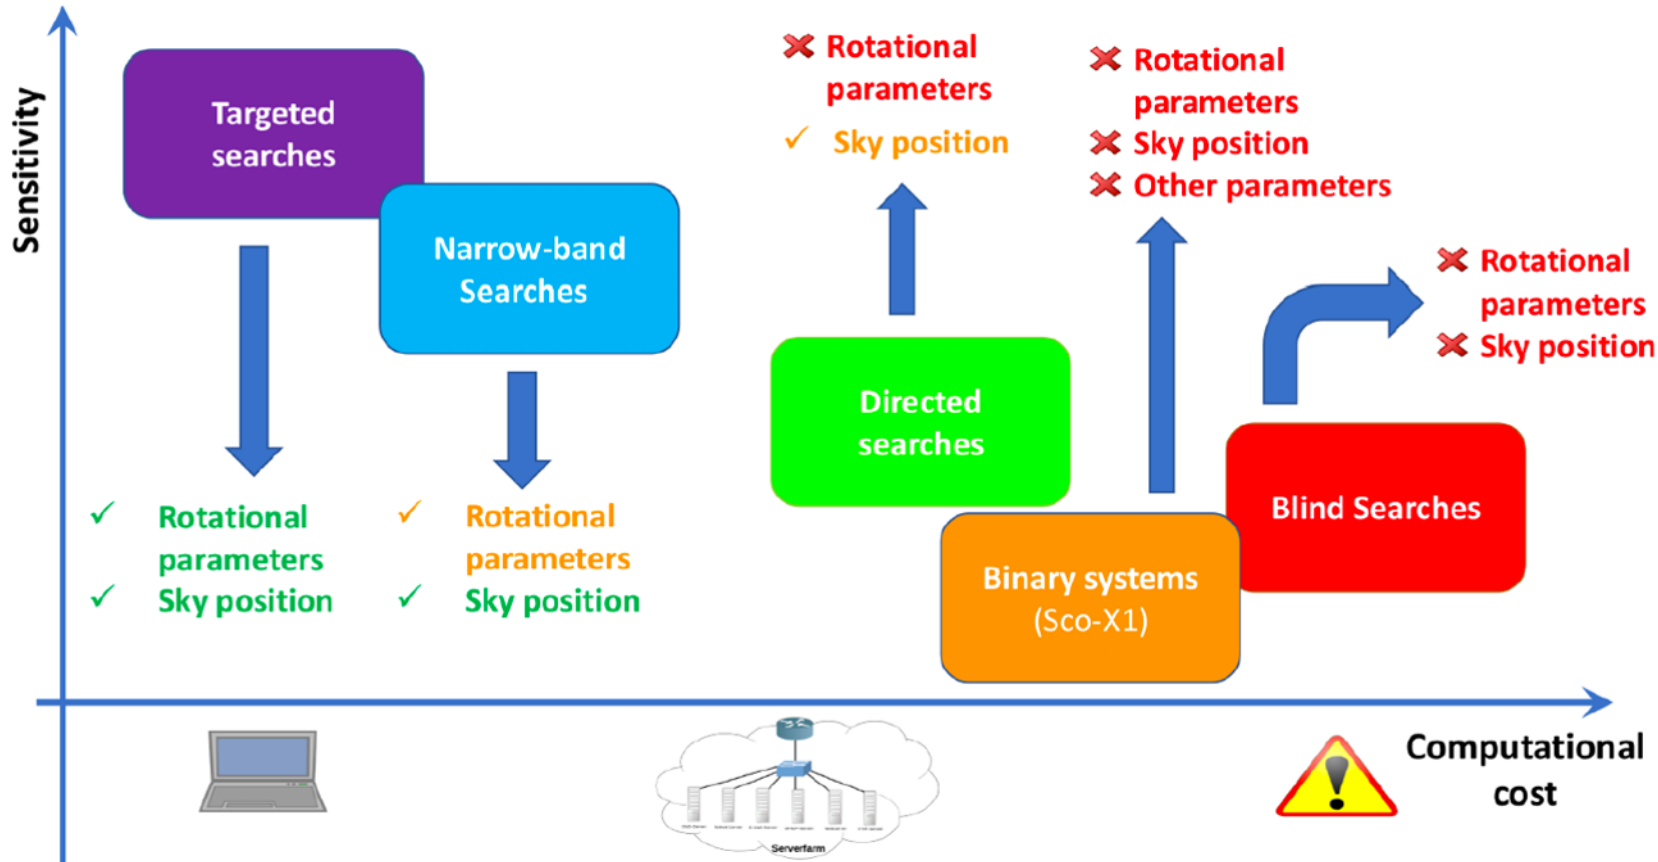 Sensitivity
Targeted
searches
Narrow-band
Searches
Rotational
parameters
Sky position
Rotational
parameters
Sky position
Rotational
parameters
Sky position
Rotational
parameters
Sky position
Other parameters
Rotational
parameters
Sky position
Directed
searches
Binary systems
(Sco-X1)
Blind Searches
Serverfarm
Computational
cost